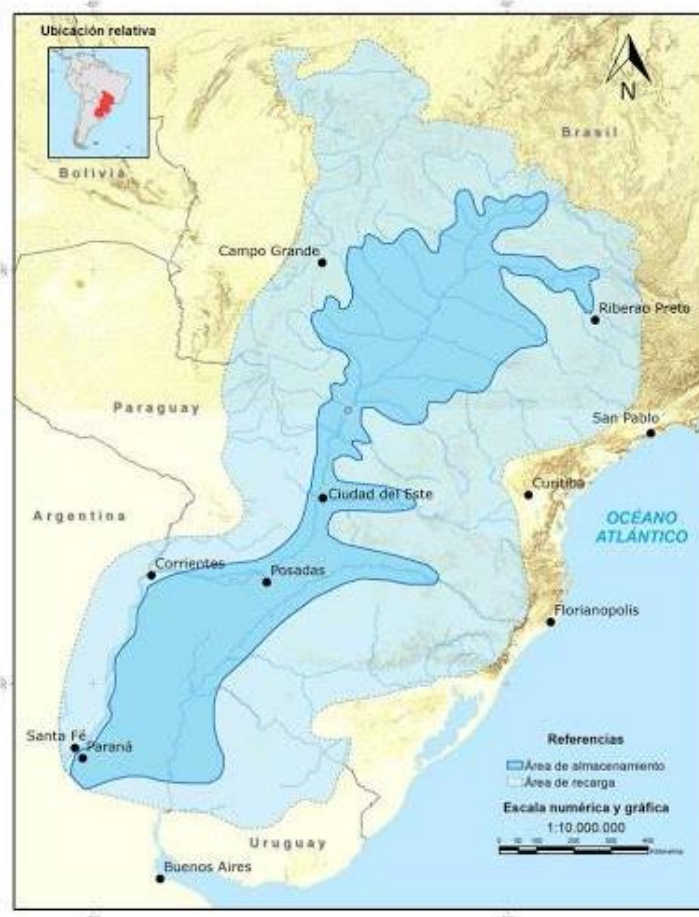 Ubicación relativa
N
Brasil
Bolivia
Campo Grande
Riberao Preto
Paraguay
San Pablo
Ciudad del Este
Curitiba
Argentina
OCÉANO
ATLÁNTICO
Corrientes
Posadas
Florianopolis
Santa Fé
Paraná
Referencias
Área de almacenamiento
Área de recarga
Escala numérica y gráfica
1:10.000.000
Uruguay
Buenos Aires